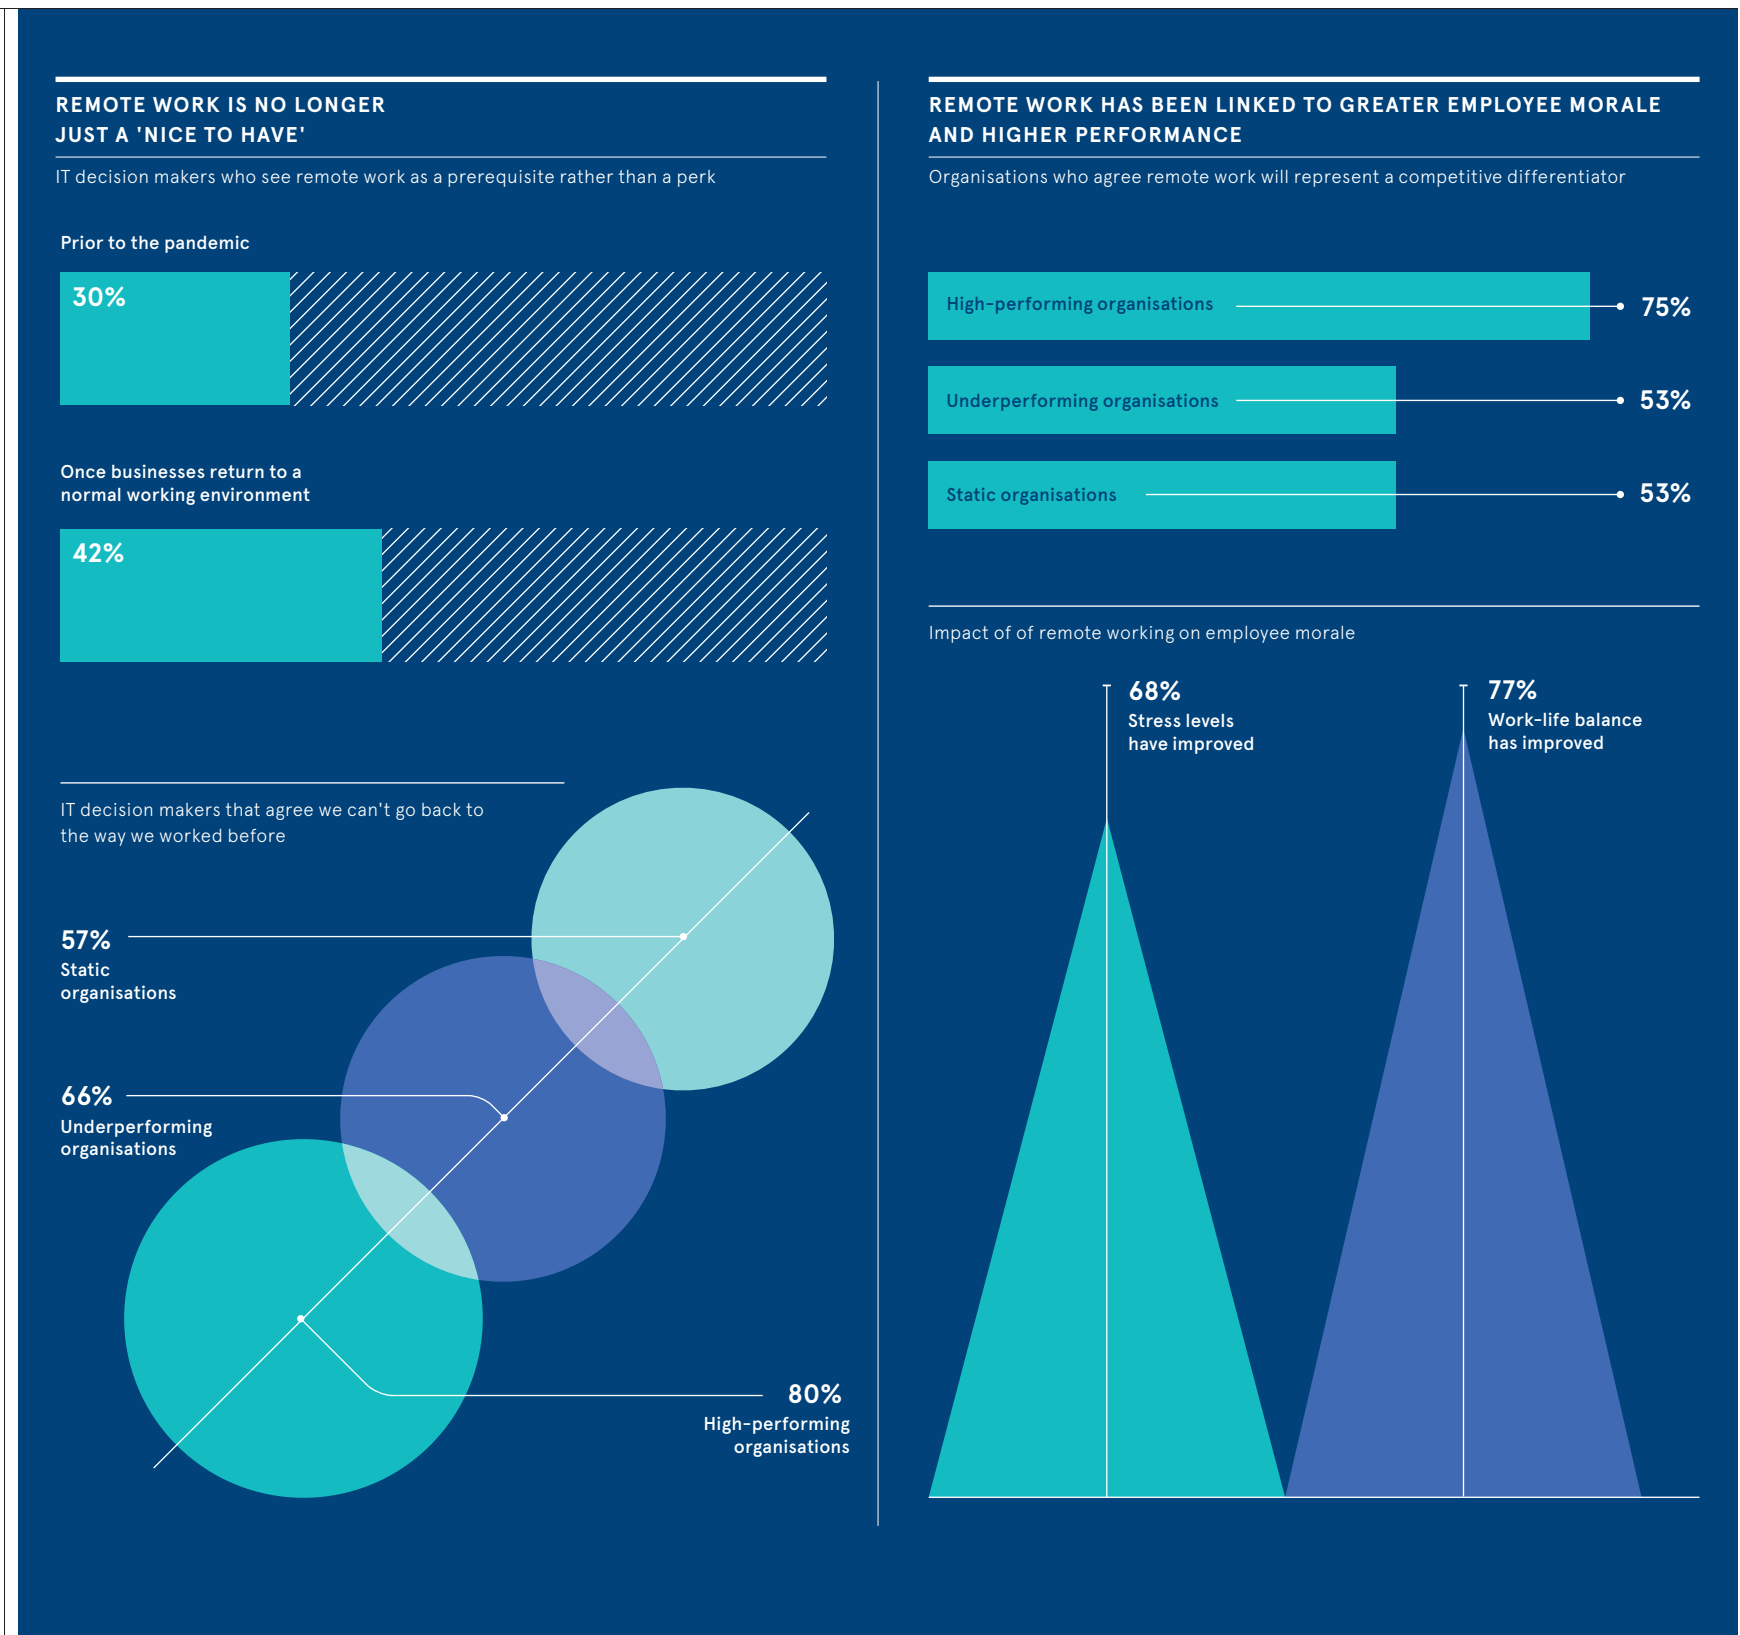 REMOTE WORK IS NO LONGER
JUST A 'NICE TO HAVE'
IT decision makers who see remote work as a prerequisite rather than a perk
Prior to the pandemic
30%
Once businesses return to a
normal working environment
42%
IT decision makers that agree we can't go back to
the way we worked before
57%
Static
organisations
66%
Underperforming
organisations
80%
High-performing
organisations
REMOTE WORK HAS BEEN LINKED TO GREATER EMPLOYEE MORALE
AND HIGHER PERFORMANCE
Organisations who agree remote work will represent a competitive differentiator
High-performing organisations 75%
Underperforming organisations 53%
Static organisations 53%
Impact of of remote working on employee morale
68%
Stress levels
have improved
77%
Work-life balance
has improved